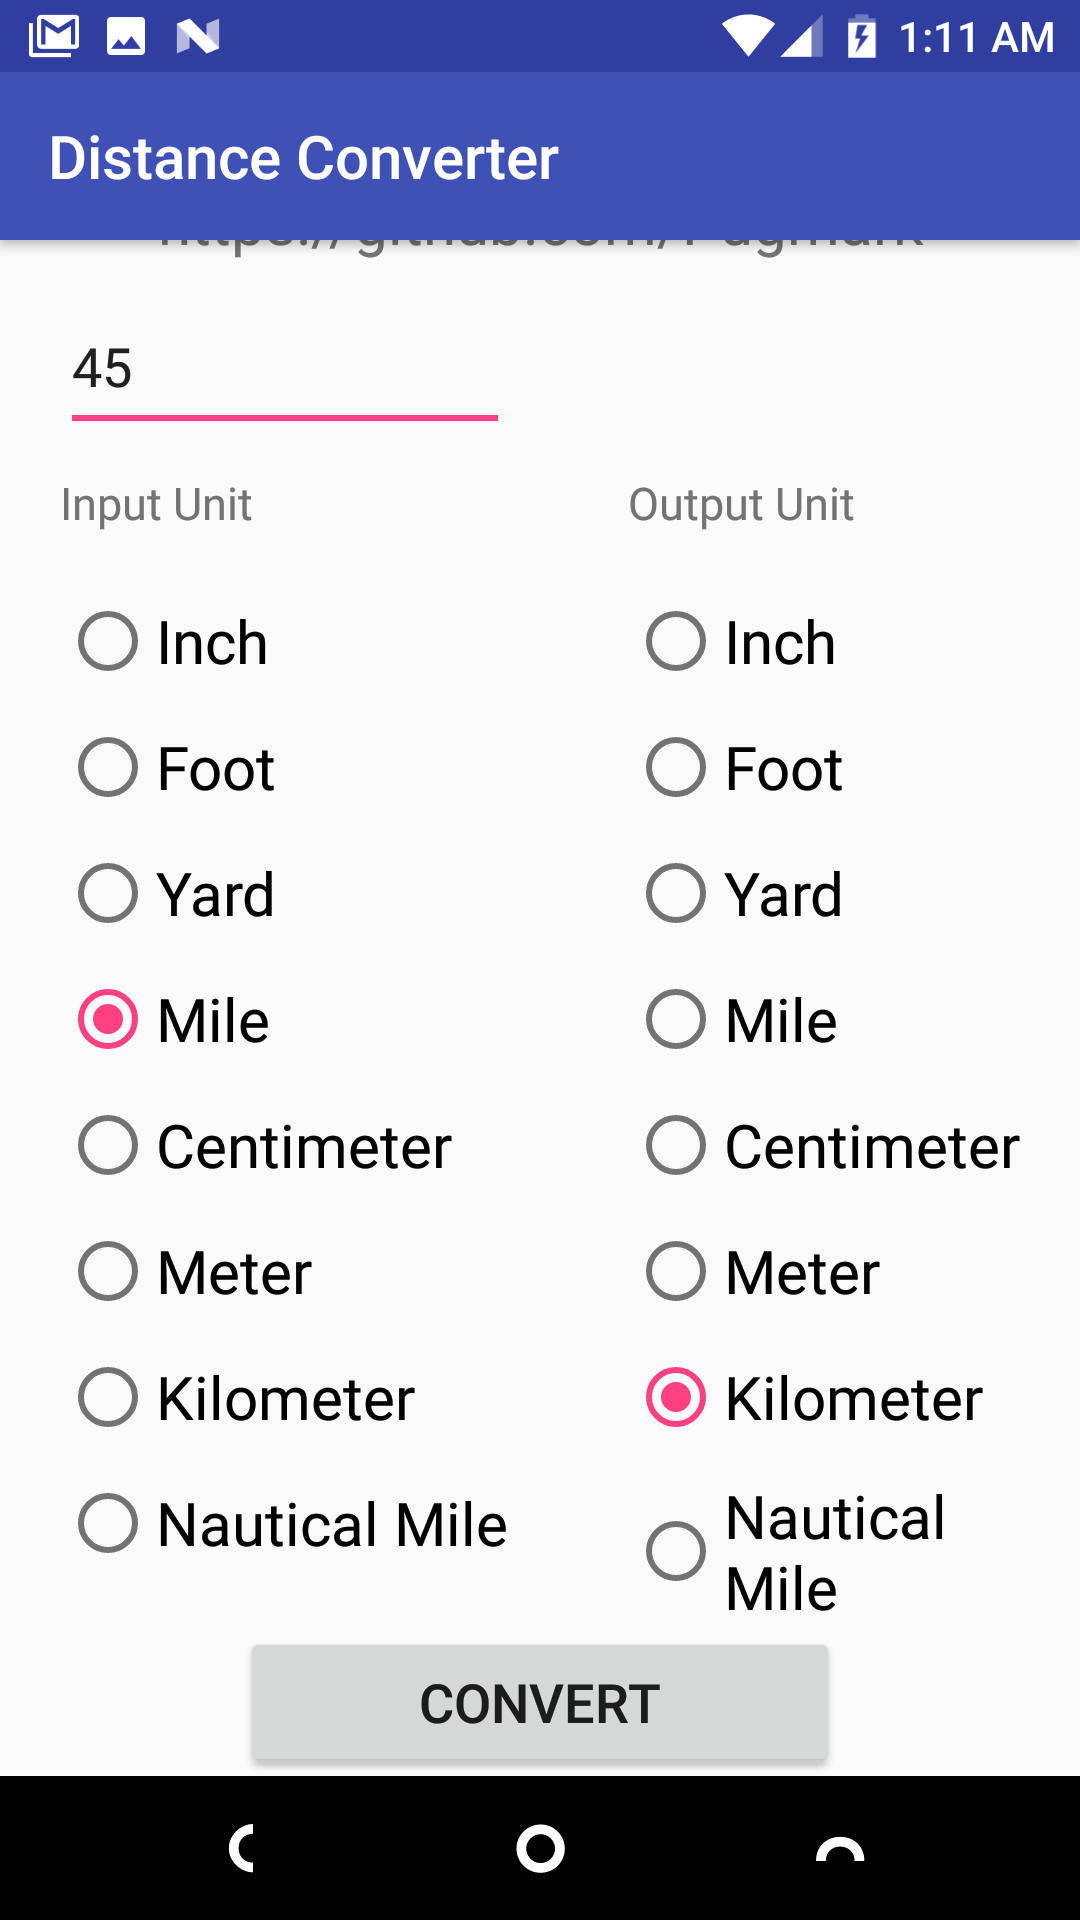 1:11 AM
Distance Converter
45
Input Unit
Output Unit
Inch
Inch
Foot
Foot
Yard
Yard
Mile
Mile
Centimeter
Centimeter
Meter
Meter
Kilometer
Kilometer
Nautical Mile
Nautical
Mile
CONVERT